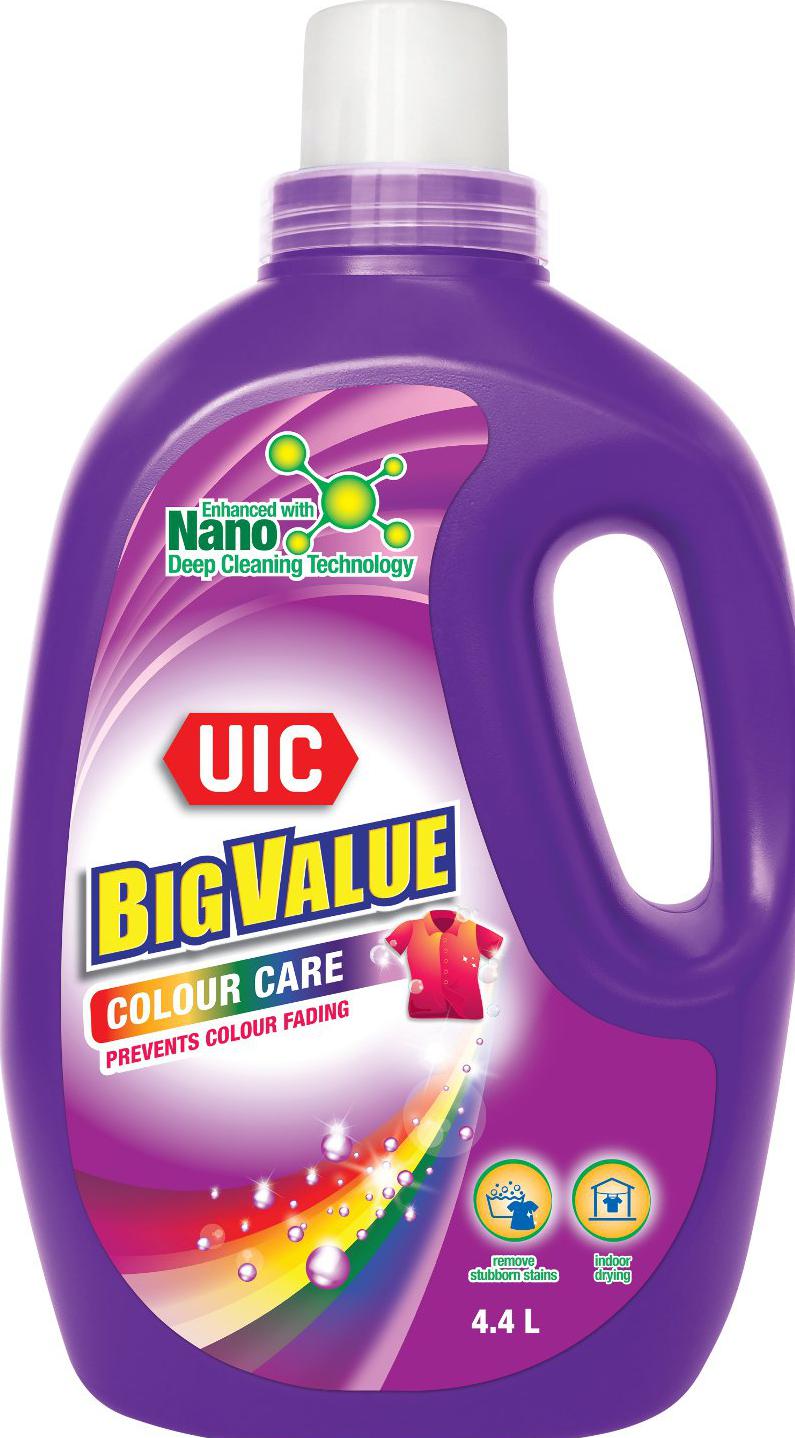 Enhanced with
Nano
Deep Cleaning Technology
UIC
BIG VALUE
COLOUR CARE
PREVENTS COLOUR FADING
remove
stubborn stains
indoor
drying
4.4 L